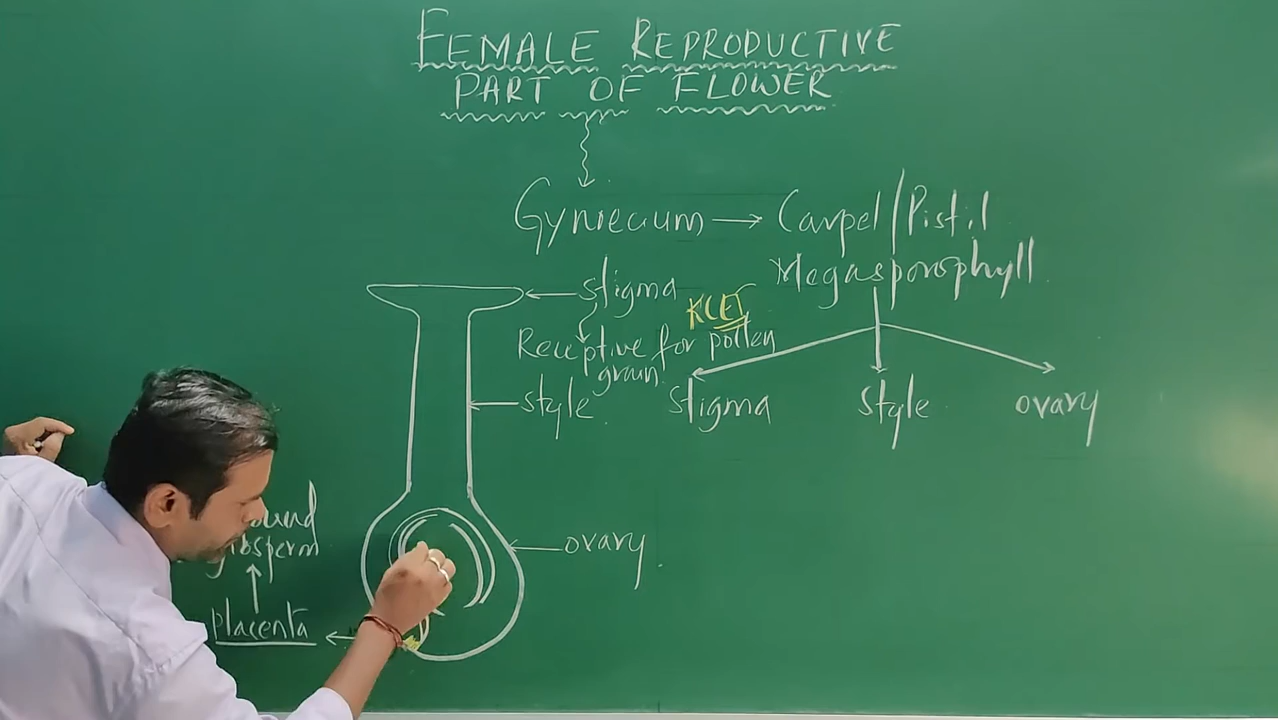 FEMALE REPRODUCTIVE
PART OF FLOWER
Gynoecium → Carpel/Pistil
Megasporophyll
stigma
KCET
Receptive for pollen
grain
stigma
style
ovary
style
ovary
placenta